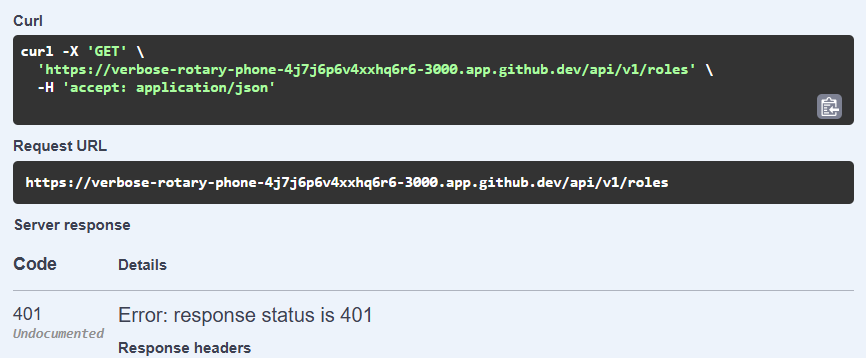 Curl
curl -X 'GET' \
'https://verbose-rotary-phone-4j7j6p6v4xxhq6r6-3000.app.github.dev/api/v1/roles' \
-H 'accept: application/json'
Request URL
https://verbose-rotary-phone-4j7j6p6v4xxhq6r6-3000.app.github.dev/api/v1/roles
Server response
Code Details
401 Error: response status is 401
Undocumented
Response headers